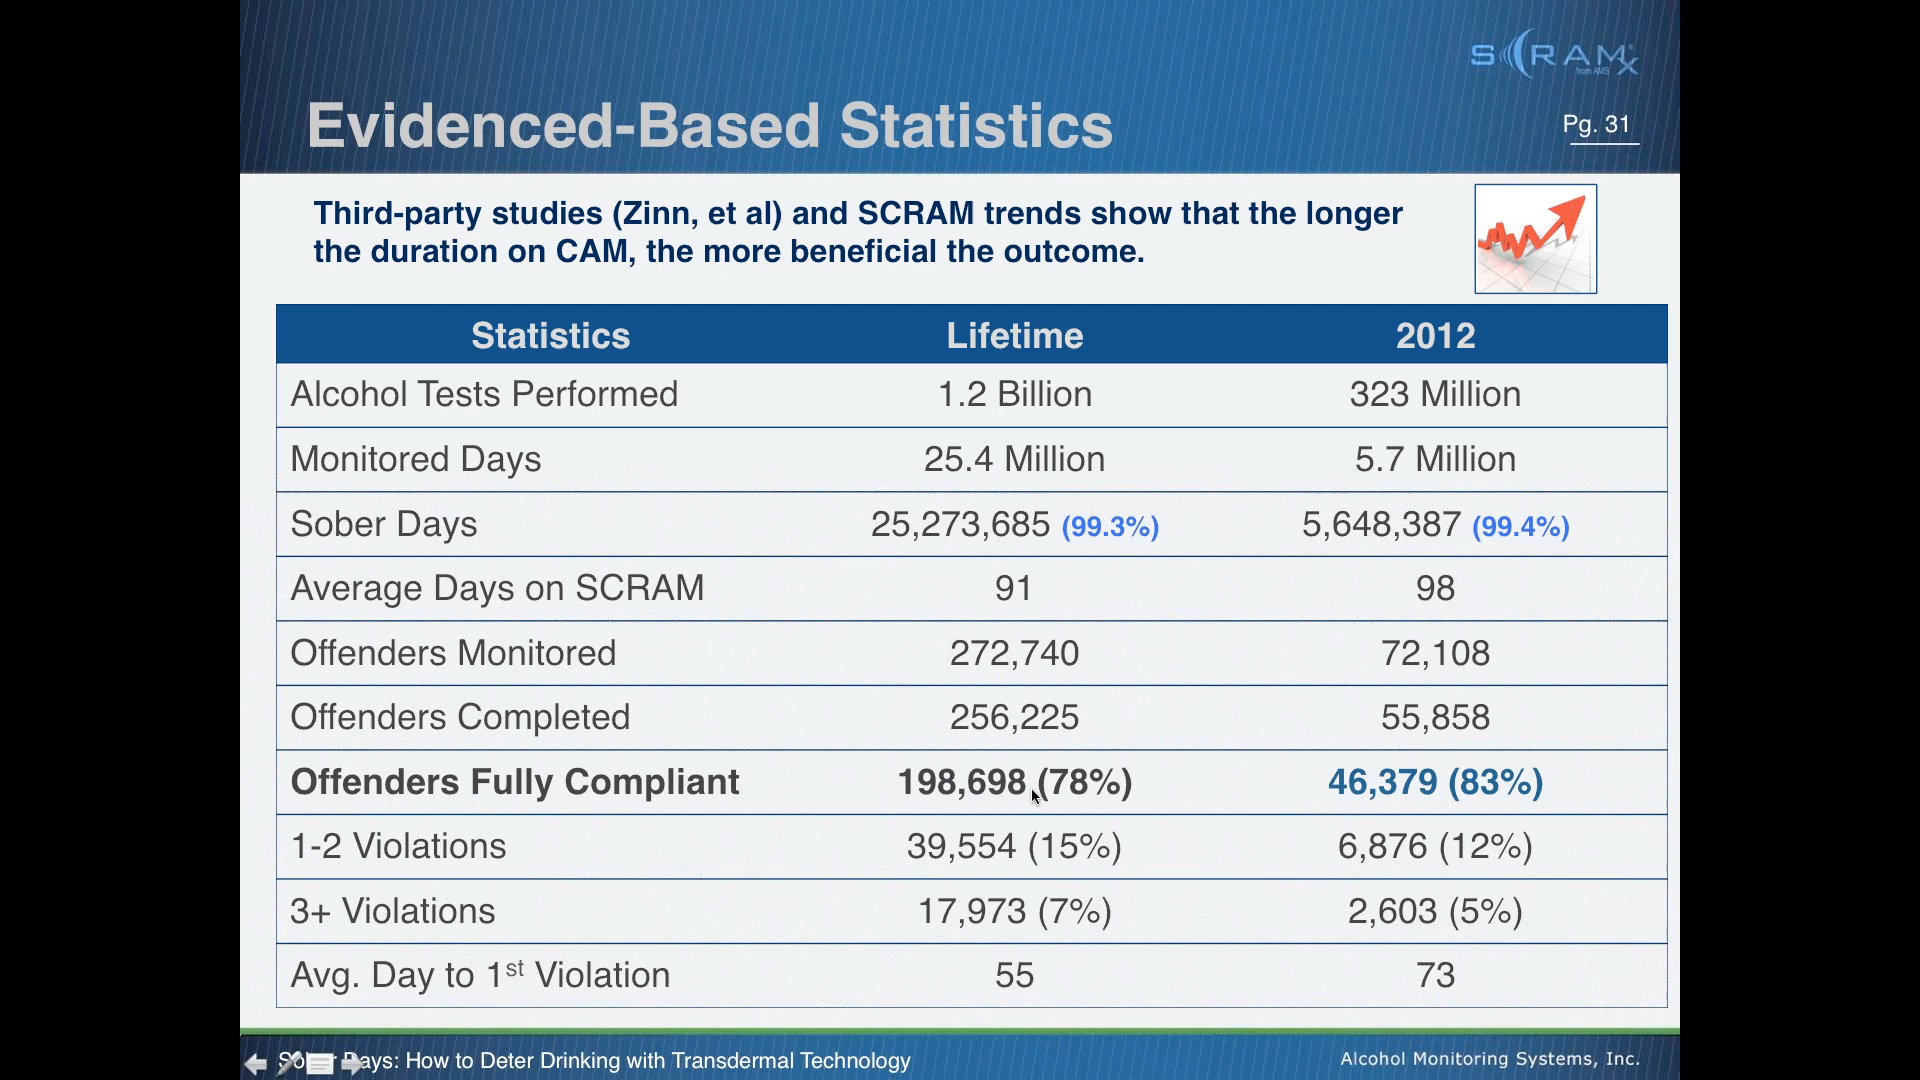 SCRAMx
from AMS
Evidenced-Based Statistics
Pg. 31
Third-party studies (Zinn, et al) and SCRAM trends show that the longer
the duration on CAM, the more beneficial the outcome.
Statistics Lifetime 2012
Alcohol Tests Performed 1.2 Billion 323 Million
Monitored Days 25.4 Million 5.7 Million
Sober Days 25,273,685 (99.3%) 5,648,387 (99.4%)
Average Days on SCRAM 91 98
Offenders Monitored 272,740 72,108
Offenders Completed 256,225 55,858
Offenders Fully Compliant 198,698 (78%) 46,379 (83%)
1-2 Violations 39,554 (15%) 6,876 (12%)
3+ Violations 17,973 (7%) 2,603 (5%)
Avg. Day to 1st Violation 55 73
Sober Days: How to Deter Drinking with Transdermal Technology
Alcohol Monitoring Systems, Inc.